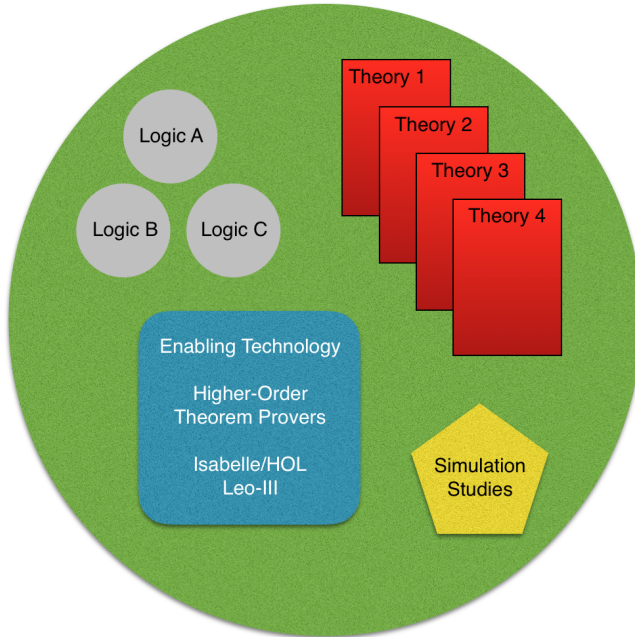 Logic A
Logic B
Logic C
Theory 1
Theory 2
Theory 3
Theory 4
Enabling Technology
Higher-Order
Theorem Provers
Isabelle/HOL
Leo-III
Simulation
Studies